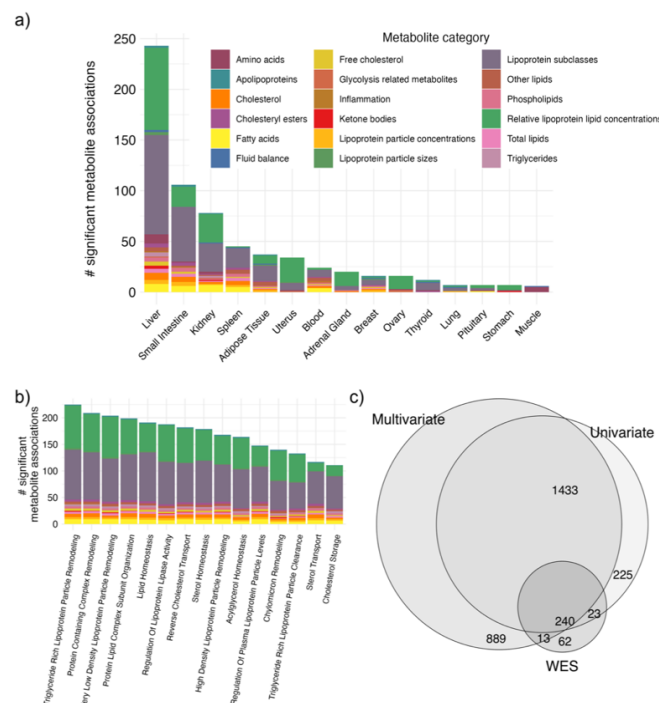 a)
Metabolite category
Amino acids
Apolipoproteins
Cholesterol
Cholesteryl esters
Fatty acids
Fluid balance
Free cholesterol
Glycolysis related metabolites
Inflammation
Ketone bodies
Lipoprotein particle concentrations
Lipoprotein particle sizes
Lipoprotein subclasses
Other lipids
Phospholipids
Relative lipoprotein lipid concentrations
Total lipids
Triglycerides
# significant metabolite associations
250
200
150
100
50
0
Liver
Small Intestine
Kidney
Spleen
Adipose Tissue
Uterus
Blood
Adrenal Gland
Breast
Ovary
Thyroid
Lung
Pituitary
Stomach
Muscle
b)
# significant
metabolite associations
200
150
100
50
0
Triglyceride Rich Lipoprotein Particle Remodeling
Protein Containing Complex Remodeling
ery Low Density Lipoprotein Particle Remodeling
Protein Lipid Complex Subunit Organization
Lipid Homeostasis
Regulation Of Lipoprotein Lipase Activity
Reverse Cholesterol Transport
Sterol Homeostasis
High Density Lipoprotein Particle Remodeling
Acylglycerol Homeostasis
Regulation Of Plasma Lipoprotein Particle Levels
Chylomicron Remodeling
Triglyceride Rich Lipoprotein Particle Clearance
Sterol Transport
Cholesterol Storage
c)
Multivariate
Univariate
1433
225
240
23
889
13
62
WES